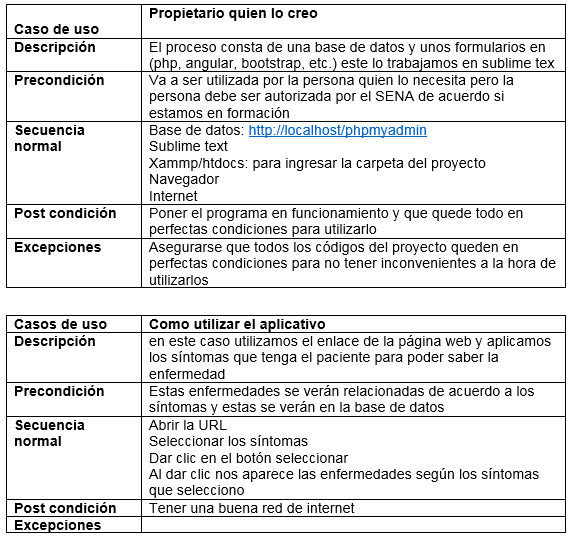 Caso de uso Propietario quien lo creo
Descripción El proceso consta de una base de datos y unos formularios en
(php, angular, bootstrap, etc.) este lo trabajamos en sublime tex
Precondición Va a ser utilizada por la persona quien lo necesita pero la
persona debe ser autorizada por el SENA de acuerdo si
estamos en formación
Secuencia Base de datos: http://localhost/phpmyadmin
normal Sublime text
Xammp/htdocs: para ingresar la carpeta del proyecto
Navegador
Internet
Post condición Poner el programa en funcionamiento y que quede todo en
perfectas condiciones para utilizarlo
Excepciones Asegurarse que todos los códigos del proyecto queden en
perfectas condiciones para no tener inconvenientes a la hora de
utilizarlos
Casos de uso Como utilizar el aplicativo
Descripción en este caso utilizamos el enlace de la página web y aplicamos
los síntomas que tenga el paciente para poder saber la
enfermedad
Precondición Estas enfermedades se verán relacionadas de acuerdo a los
síntomas y estas se verán en la base de datos
Secuencia Abrir la URL
normal Seleccionar los síntomas
Dar clic en el botón seleccionar
Al dar clic nos aparece las enfermedades según los síntomas
que selecciono
Post condición Tener una buena red de internet
Excepciones